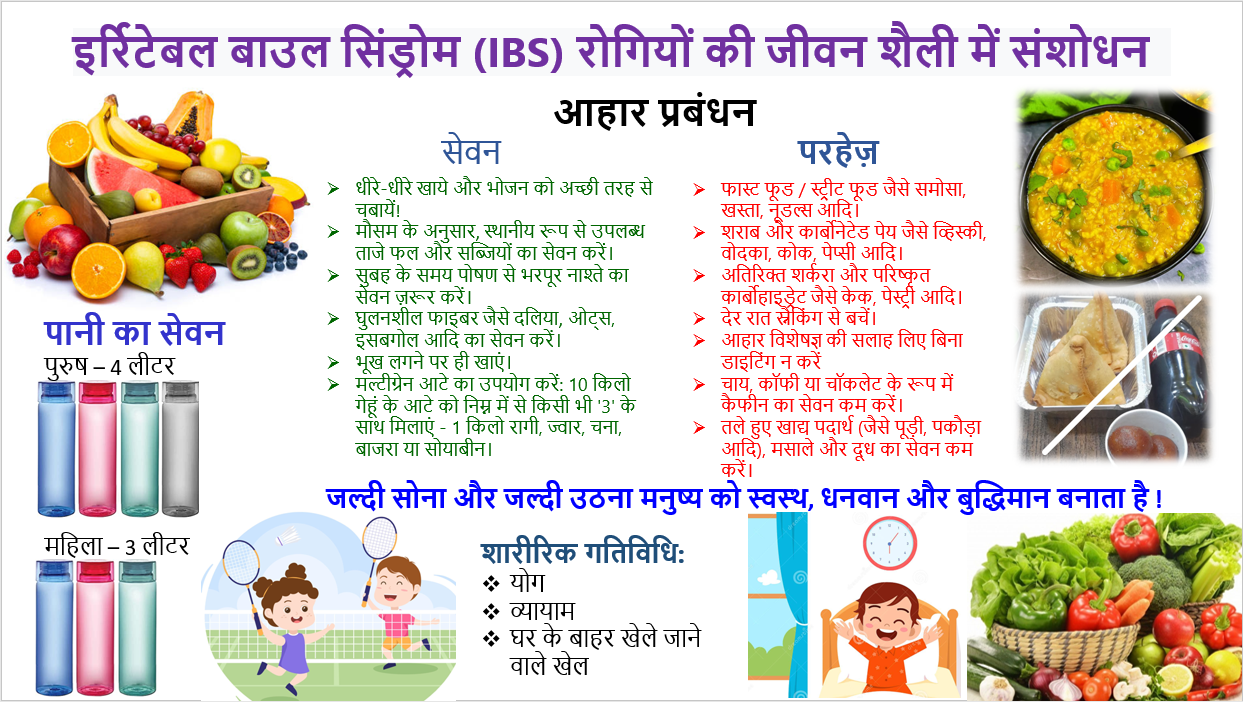 इर्रिटेबल बाउल सिंड्रोम (IBS) रोगियों की जीवन शैली में संशोधन
आहार प्रबंधन
सेवन
धीरे-धीरे खाये और भोजन को अच्छी तरह से
चबायें!
मौसम के अनुसार, स्थानीय रूप से उपलब्ध
ताजे फल और सब्जियों का सेवन करें।
सुबह के समय पोषण से भरपूर नाश्ते का
सेवन ज़रूर करें।
घुलनशील फाइबर जैसे दलिया, ओट्स,
इसबगोल आदि का सेवन करें।
भूख लगने पर ही खाएं।
मल्टीग्रेन आटे का उपयोग करें: 10 किलो
गेहूं के आटे को निम्न में से किसी भी '3' के
साथ मिलाएं - 1 किलो रागी, ज्वार, चना,
बाजरा या सोयाबीन।
परहेज़
फास्ट फूड / स्ट्रीट फूड जैसे समोसा,
खस्ता, नूडल्स आदि।
शराब और कार्बोनेटेड पेय जैसे व्हिस्की,
वोदका, कोक, पेप्सी आदि।
अतिरिक्त शर्करा और परिष्कृत
कार्बोहाइड्रेट जैसे केक, पेस्ट्री आदि।
देर रात स्नैकिंग से बचें।
आहार विशेषज्ञ की सलाह लिए बिना
डाइटिंग न करें
चाय, कॉफी या चॉकलेट के रूप में
कैफीन का सेवन कम करें।
तले हुए खाद्य पदार्थ (जैसे पूड़ी, पकौड़ा
आदि), मसाले और दूध का सेवन कम
करें।
पानी का सेवन
पुरुष – 4 लीटर
महिला – 3 लीटर
जल्दी सोना और जल्दी उठना मनुष्य को स्वस्थ, धनवान और बुद्धिमान बनाता है !
शारीरिक गतिविधि:
योग
व्यायाम
घर के बाहर खेले जाने
वाले खेल